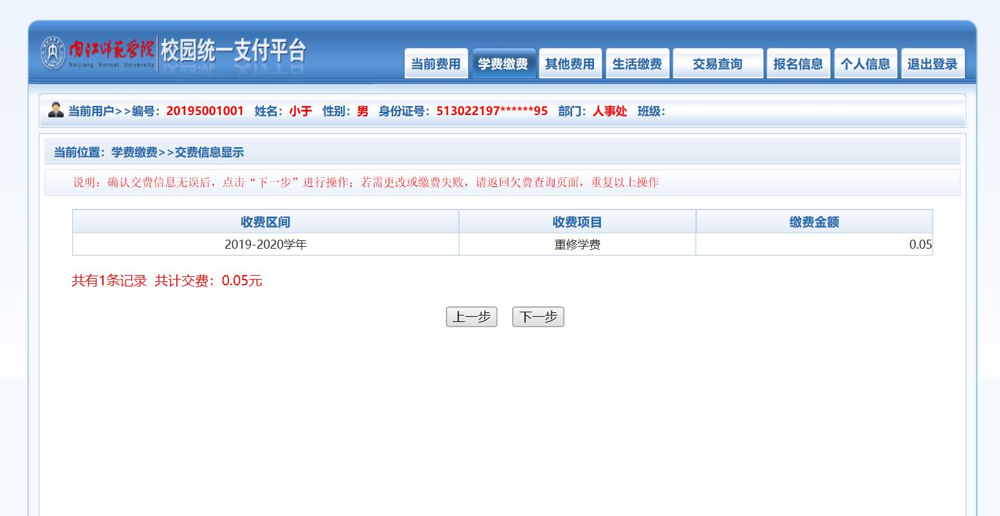 内江师范学院 校园统一支付平台
Neijiang Normal University
当前费用 学费缴费 其他费用 生活缴费 交易查询 报名信息 个人信息 退出登录
当前用户>>编号：20195001001 姓名：小于 性别：男 身份证号：513022197******95 部门：人事处 班级：
当前位置：学费缴费>>交费信息显示
说明：确认交费信息无误后，点击“下一步”进行操作；若需更改或缴费失败，请返回欠费查询页面，重复以上操作
收费区间 收费项目 缴费金额
2019-2020学年 重修学费 0.05
共有1条记录 共计交费：0.05元
上一步 下一步